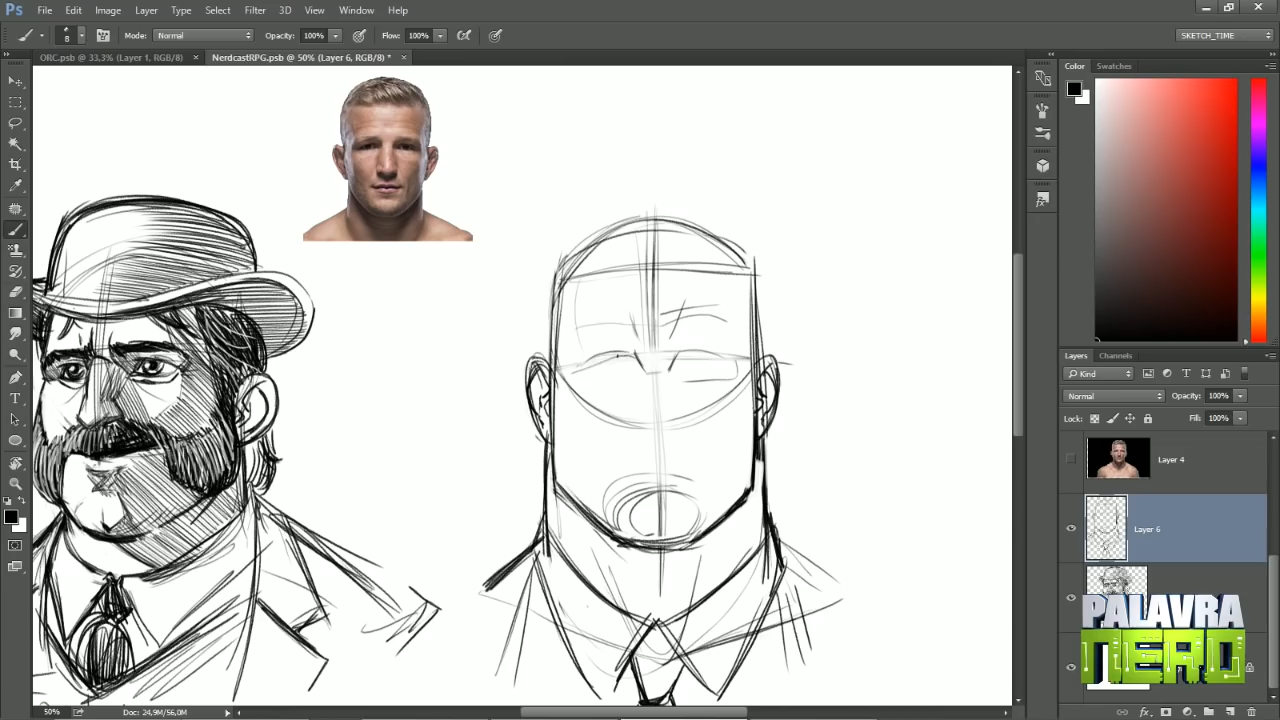 Ps File Edit Image Layer Type Select Filter 3D View Window Help
8 Mode: Normal Opacity: 100% Flow: 100% SKETCH_TIME
ORC.psb @ 33,3% (Layer 1, RGB/8) × NerdcastRPG.psb @ 50% (Layer 6, RGB/8) * ×
Color Swatches
Layers Channels
Kind
Normal Opacity: 100%
Lock: Fill: 100%
Layer 4
Layer 6
PALAVRA
NERD
50% Doc: 24,9M/56,0M